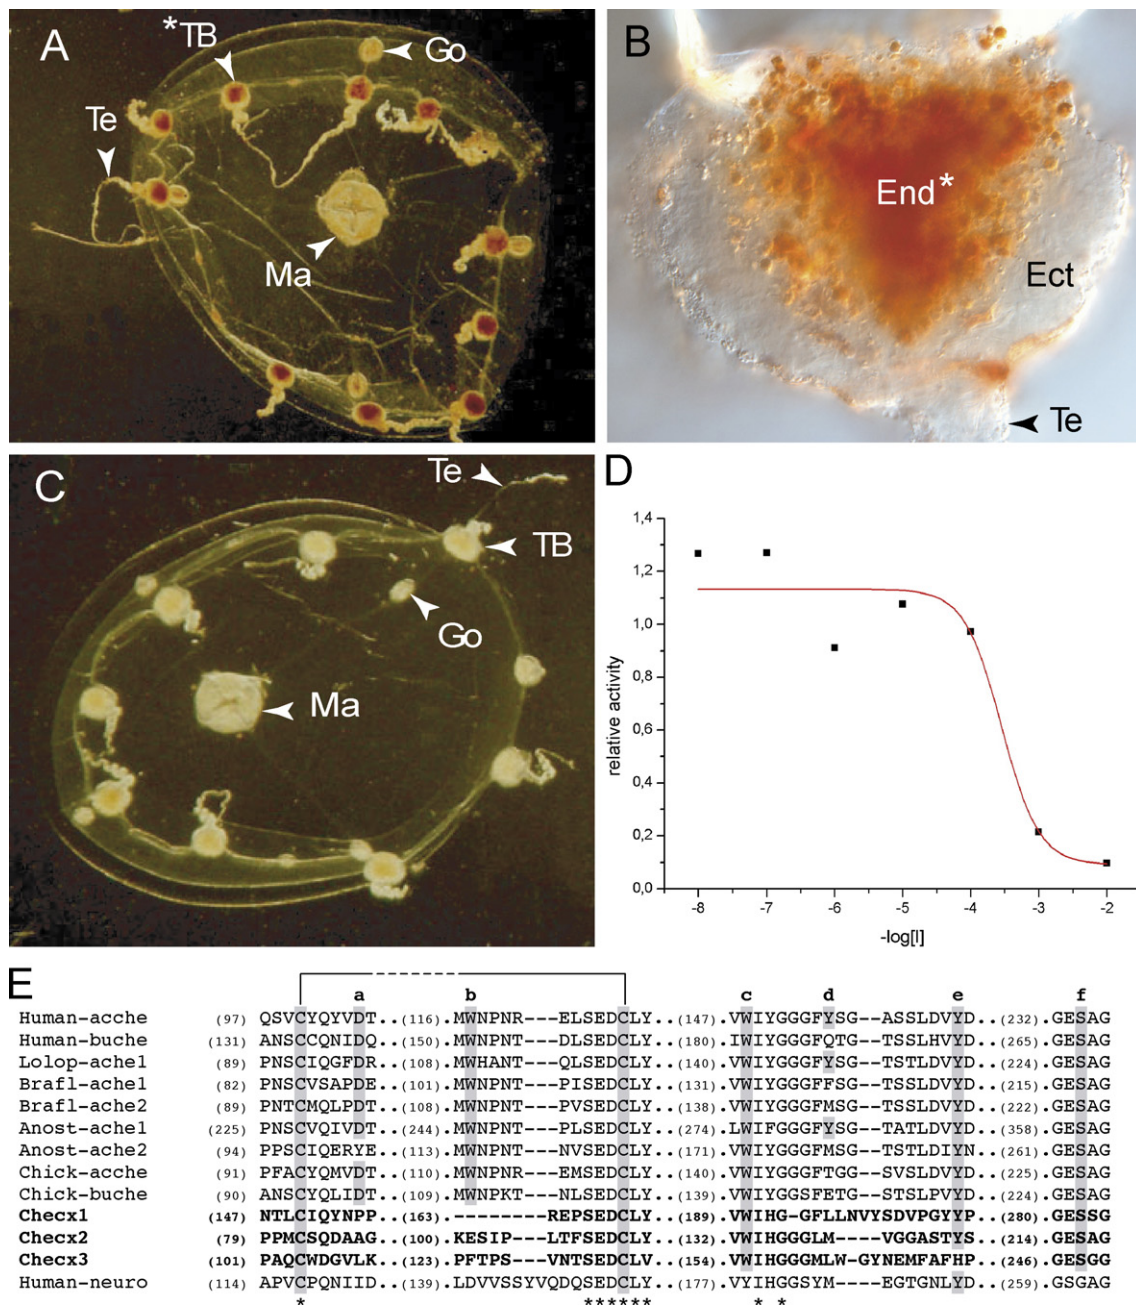 A
*TB
Go
Te
Ma
B
End*
Ect
Te
C
Te
TB
Go
Ma
D
1,4
1,2
1,0
0,8
0,6
0,4
0,2
0,0
relative activity
-8 -7 -6 -5 -4 -3 -2
-log[I]
E
a b c d e f
Human-acche (97) QSVCYQYVDT..(116)MWNPNR---ELSEDCLY..(147).VWIYGGGFYSG--ASSLDVYD..(232).GESAG
Human-buche (131) ANSCCQNIDQ..(150)MWNPNT---PLSEDCLY..(180).IWIYGGGFQTG--TSSLHVYD..(265).GESAG
Lolop-ache1 (89) PNSCIQGFDR..(108)MWHANT---QLSEDCLY..(140).VWIYGGGFYSG--TSTLDVYD..(224).GESAG
Brafl-ache1 (82) PNSCVSAPDE..(101)MWNPNT---PISEDCLY..(131).VWIYGGGFFSG--TSSLDVYD..(215).GESAG
Brafl-ache2 (89) PNTCMQLPDT..(108)MWNPNT---PVSEDCLY..(138).VWIYGGGFMSG--TSSLDVYD..(222).GESAG
Anost-ache1 (225) PNSCVQIVDT..(244)MWNPNT---PLSEDCLY..(274).LWIFGGGFYSG--TATLDVYD..(358).GESAG
Anost-ache2 (94) PPSCIQERYE..(113)MWNPNT---NVSEDCLY..(171).VWIYGGGFMSG--TSTLDIYN..(261).GESAG
Chick-acche (91) PFACYQMVDT..(110)MWNPNR---EMSEDCLY..(140).VWIYGGGFTGG--SVSLDVYD..(225).GESAG
Chick-buche (90) ANSCYQLIDT..(109)MWNPKT---NLSEDCLY..(139).VWIYGGSFETG--STSLPVYD..(224).GESAG
Checx1 (147) NTLCIQYNPP..(163)---------REPSEDCLY..(189).VWIHG-GFLLNVYSDVPGYYP..(280).GESSG
Checx2 (79) PPMCSQDAAG..(100)KESIP--LTFSEDCLY..(132).VWIHGGGLM---VGGASTYS..(214).GESAG
Checx3 (101) PAQCWDGVLK..(123)PFTPS--VNTSEDCLV..(154).VWIHGGGMLW-GYNEMFAFHP..(246).GESGG
Human-neuro (114) APVCPQNIID..(139)LDVVSSYVQDQSEDCLY..(177).VYIHGGSYM----EGTGNLYD..(259).GSGAG
* ****** * *